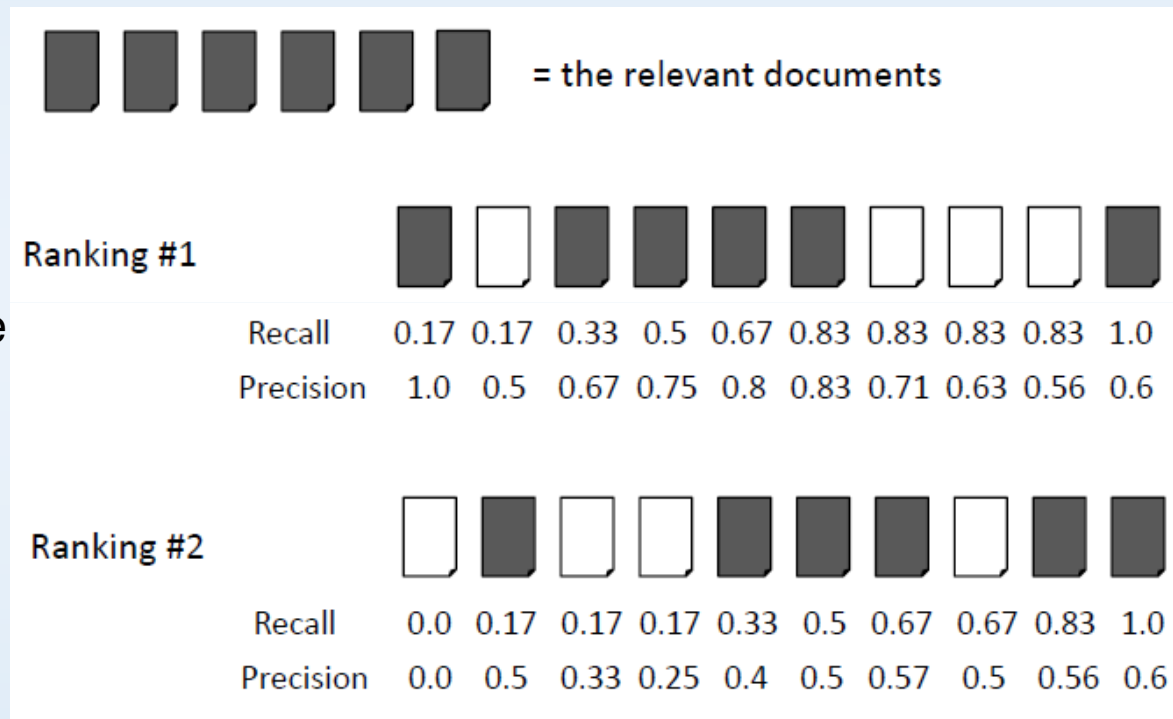 = the relevant documents
Ranking #1
e
Recall 0.17 0.17 0.33 0.5 0.67 0.83 0.83 0.83 0.83 1.0
Precision 1.0 0.5 0.67 0.75 0.8 0.83 0.71 0.63 0.56 0.6
Ranking #2
Recall 0.0 0.17 0.17 0.17 0.33 0.5 0.67 0.67 0.83 1.0
Precision 0.0 0.5 0.33 0.25 0.4 0.5 0.57 0.5 0.56 0.6